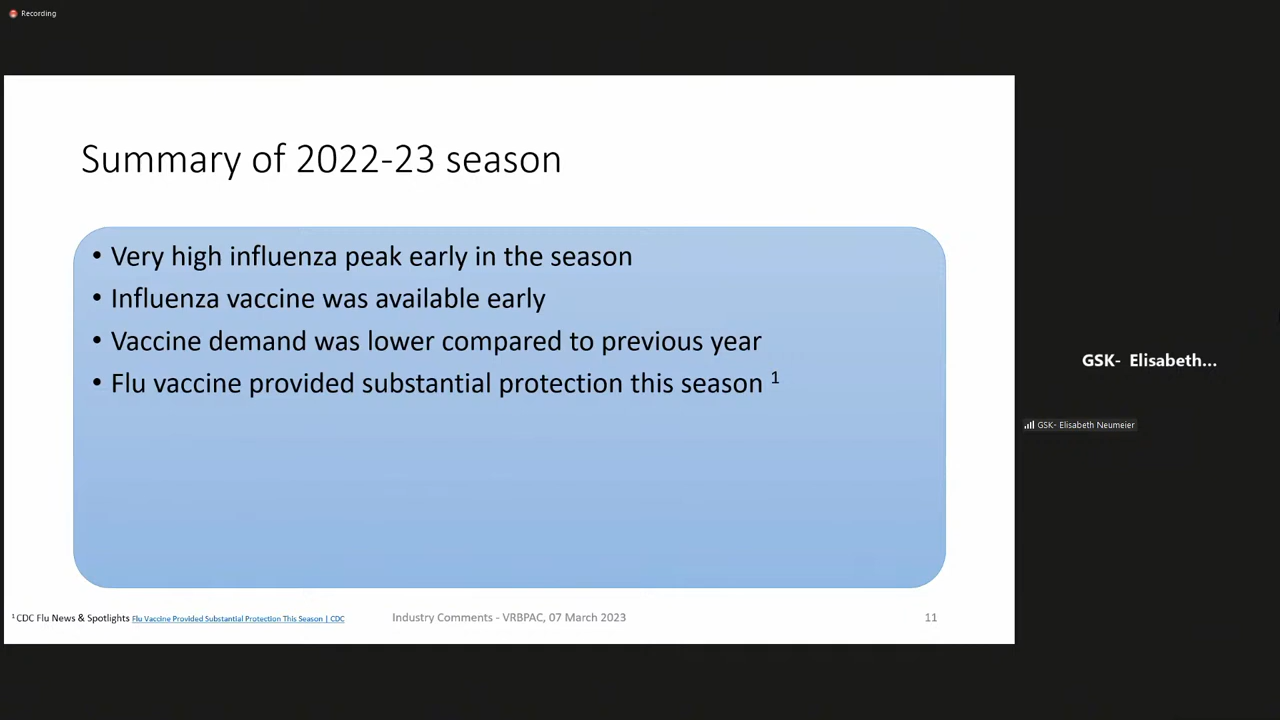 Recording
Summary of 2022-23 season
• Very high influenza peak early in the season
• Influenza vaccine was available early
• Vaccine demand was lower compared to previous year
• Flu vaccine provided substantial protection this season 1
GSK- Elisabeth...
GSK- Elisabeth Neumeier
1 CDC Flu News & Spotlights Flu Vaccine Provided Substantial Protection This Season | CDC
Industry Comments - VRBPAC, 07 March 2023
11